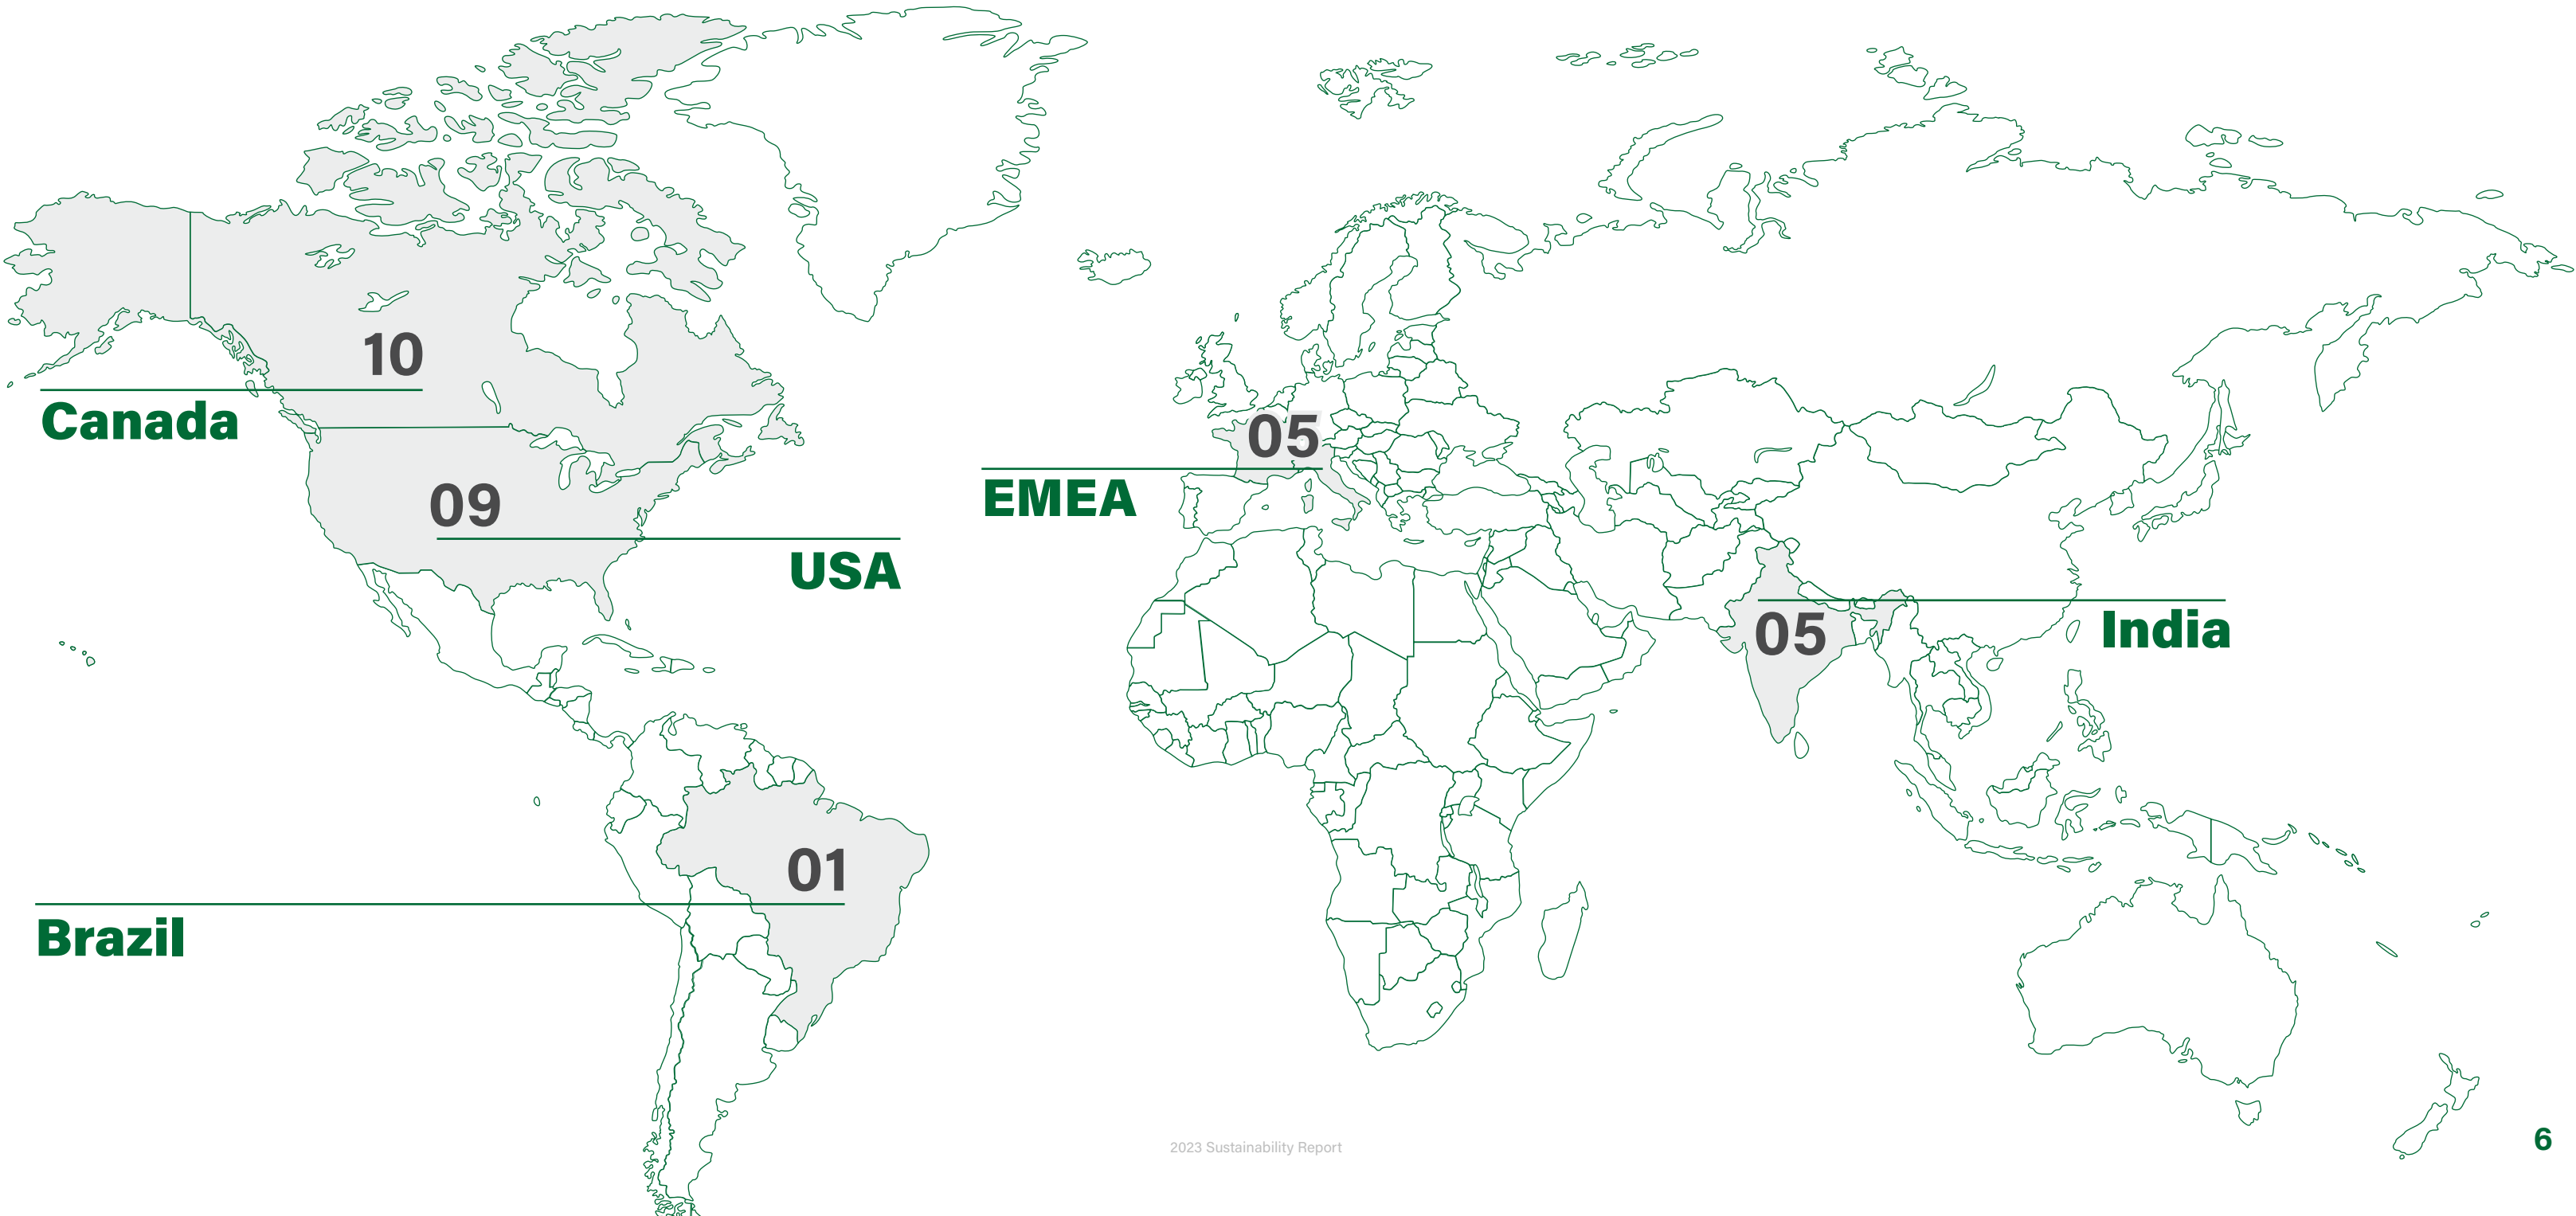 10
Canada
09
USA
05
EMEA
05
India
01
Brazil
2023 Sustainability Report
6